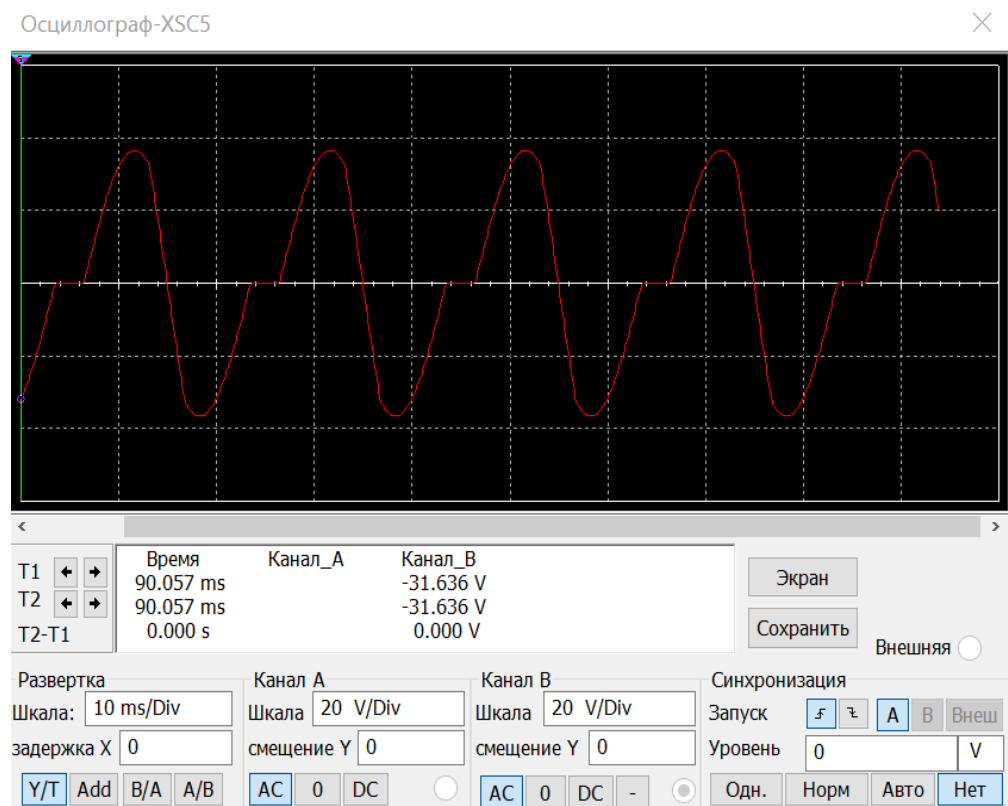 Осциллограф-XSC5
Время Канал_A Канал_B
T1 90.057 ms -31.636 V
T2 90.057 ms -31.636 V
T2-T1 0.000 s 0.000 V
Экран
Сохранить
Внешняя
Развертка
Шкала: 10 ms/Div
задержка X 0
Y/T Add B/A A/B
Канал A
Шкала 20 V/Div
смещение Y 0
AC 0 DC
Канал B
Шкала 20 V/Div
смещение Y 0
AC 0 DC -
Синхронизация
Запуск A B Внеш
Уровень 0 V
Одн. Норм Авто Нет